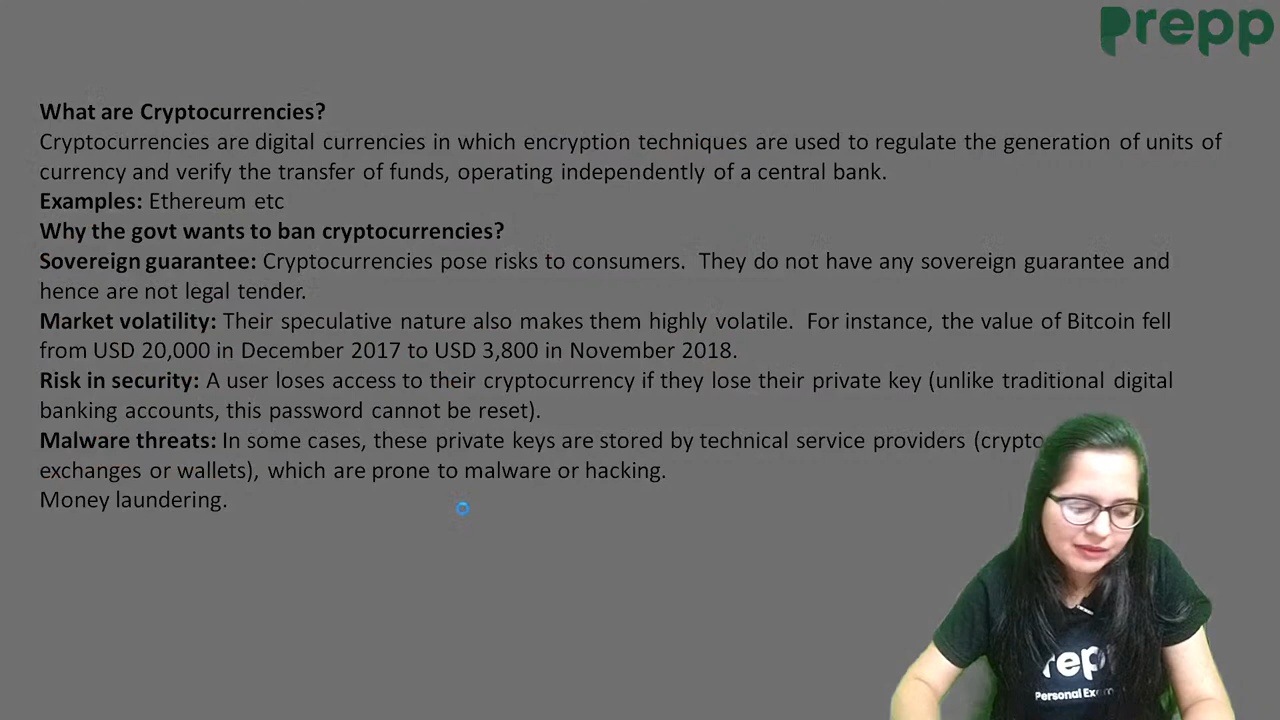 Prepp
What are Cryptocurrencies?
Cryptocurrencies are digital currencies in which encryption techniques are used to regulate the generation of units of
currency and verify the transfer of funds, operating independently of a central bank.
Examples: Ethereum etc
Why the govt wants to ban cryptocurrencies?
Sovereign guarantee: Cryptocurrencies pose risks to consumers. They do not have any sovereign guarantee and
hence are not legal tender.
Market volatility: Their speculative nature also makes them highly volatile. For instance, the value of Bitcoin fell
from USD 20,000 in December 2017 to USD 3,800 in November 2018.
Risk in security: A user loses access to their cryptocurrency if they lose their private key (unlike traditional digital
banking accounts, this password cannot be reset).
Malware threats: In some cases, these private keys are stored by technical service providers (crypto
exchanges or wallets), which are prone to malware or hacking.
Money laundering.
Personal